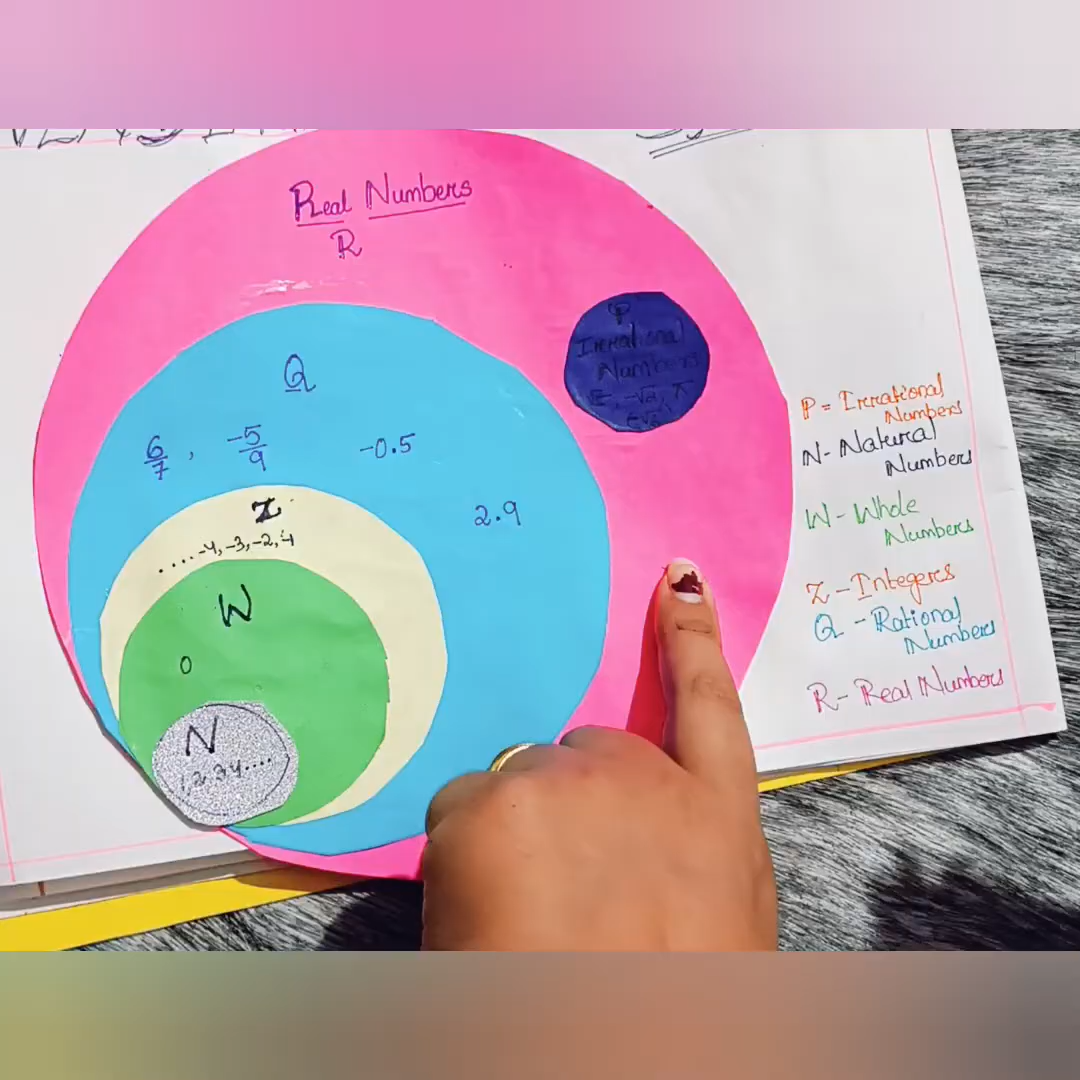 Real Numbers
R
P
Irrational
Numbers
-√2, π
Q
6/7, -5/9
-0.5
2.9
Z
....-4, -3, -2, -1
W
0
N
1,2,3,4....
P = Irrational
Numbers
N- Natural
Numbers
W - Whole
Numbers
Z - Integers
Q - Rational
Numbers
R - Real Numbers